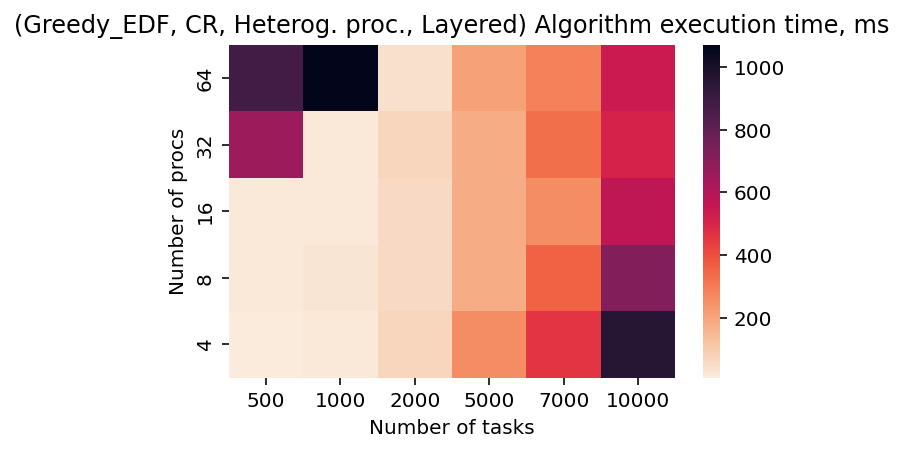 (Greedy_EDF, CR, Heterog. proc., Layered) Algorithm execution time, ms
Number of procs
64
32
16
8
4
500 1000 2000 5000 7000 10000
Number of tasks
1000
800
600
400
200